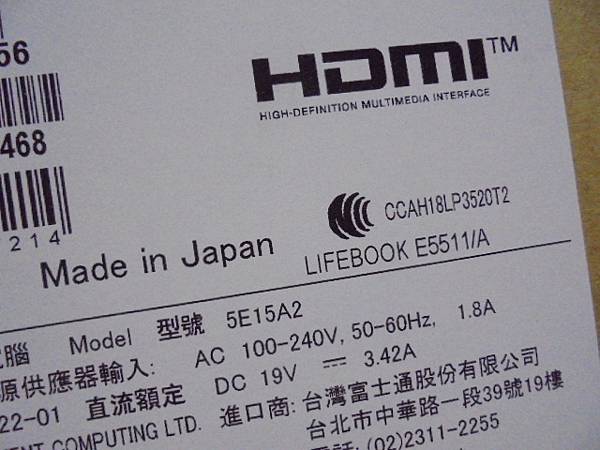 56
HDMI™
HIGH-DEFINITION MULTIMEDIA INTERFACE
468
CCAH18LP3520T2
214
Made in Japan
LIFEBOOK E5511/A
腦 Model 型號 5E15A2
源供應器輸入: AC 100-240V, 50-60Hz, 1.8A
22-01 直流額定 DC 19V ⎓ 3.42A
ENT COMPUTING LTD. 進口商: 台灣富士通股份有限公司
台北市中華路一段39號19樓
電話: (02)2311-2255